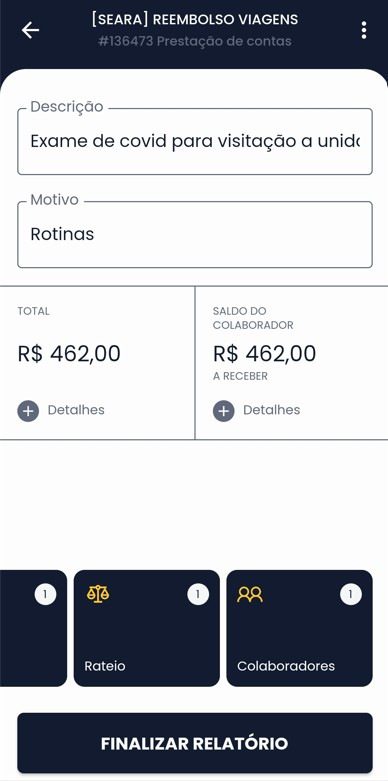 [SEARA] REEMBOLSO VIAGENS
#136473 Prestação de contas
Descrição
Exame de covid para visitação a unid
Motivo
Rotinas
TOTAL
SALDO DO
COLABORADOR
R$ 462,00
R$ 462,00
A RECEBER
Detalhes
Detalhes
1
1
1
Rateio
Colaboradores
FINALIZAR RELATÓRIO